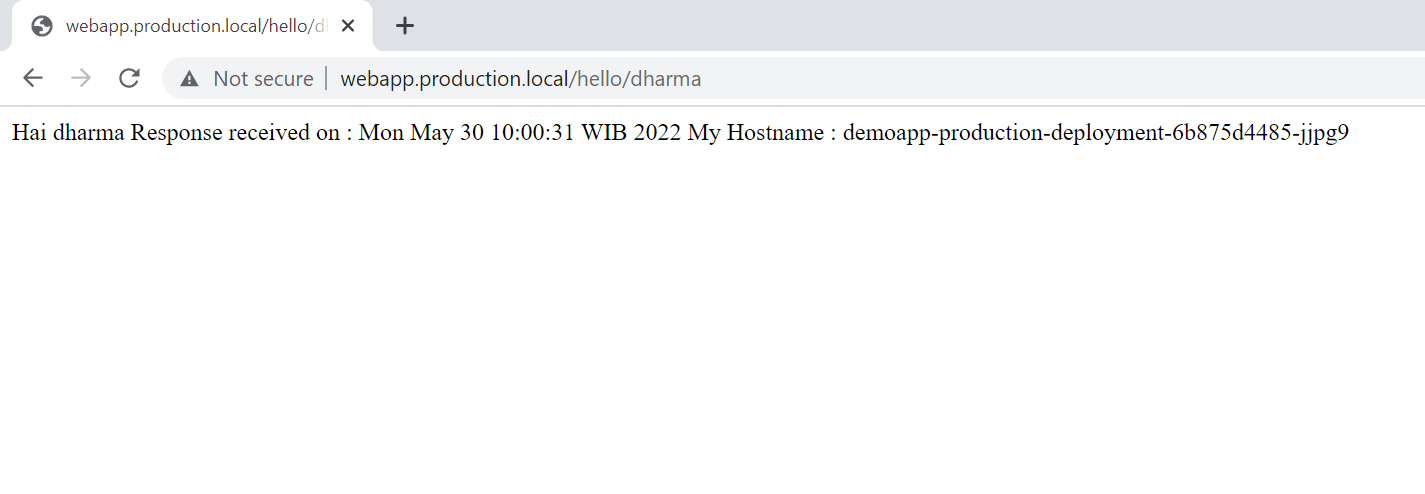 webapp.production.local/hello/d
Not secure
webapp.production.local/hello/dharma
Hai dharma Response received on : Mon May 30 10:00:31 WIB 2022 My Hostname : demoapp-production-deployment-6b875d4485-jjpg9